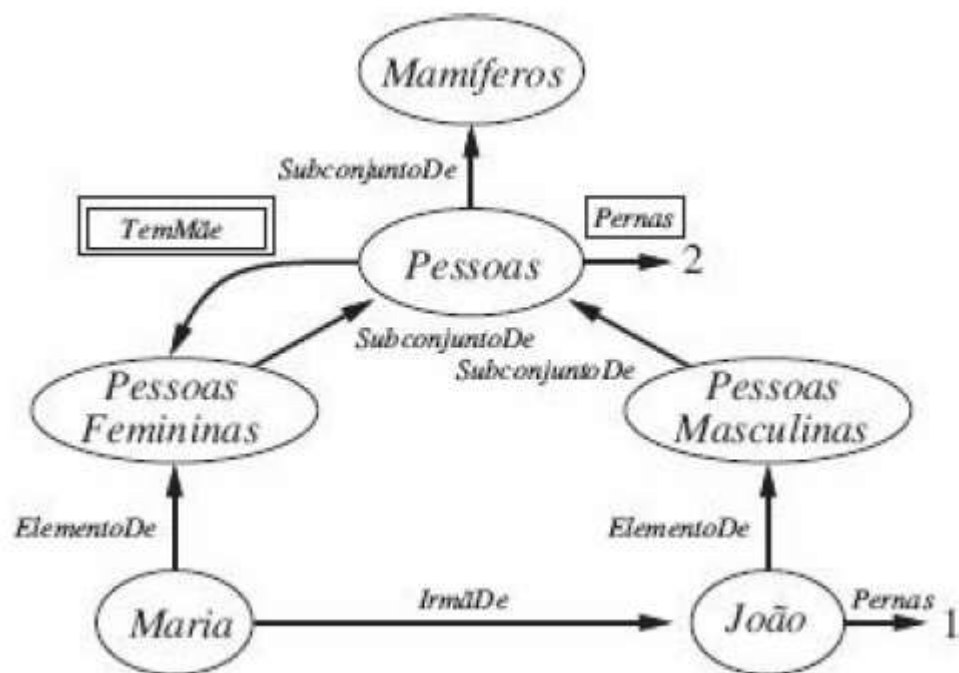 Mamíferos
SubconjuntoDe
TemMãe
Pernas
Pessoas
2
SubconjuntoDe
SubconjuntoDe
Pessoas
Femininas
Pessoas
Masculinas
ElementoDe
ElementoDe
Maria
IrmãDe
João
Pernas
1